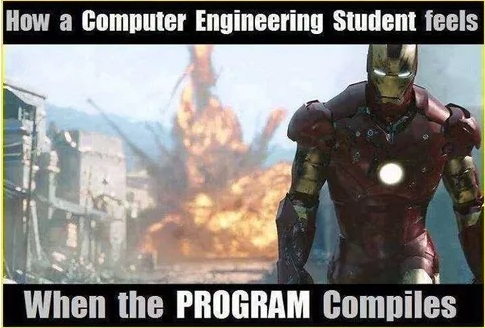 How a Computer Engineering Student feels
When the PROGRAM Compiles